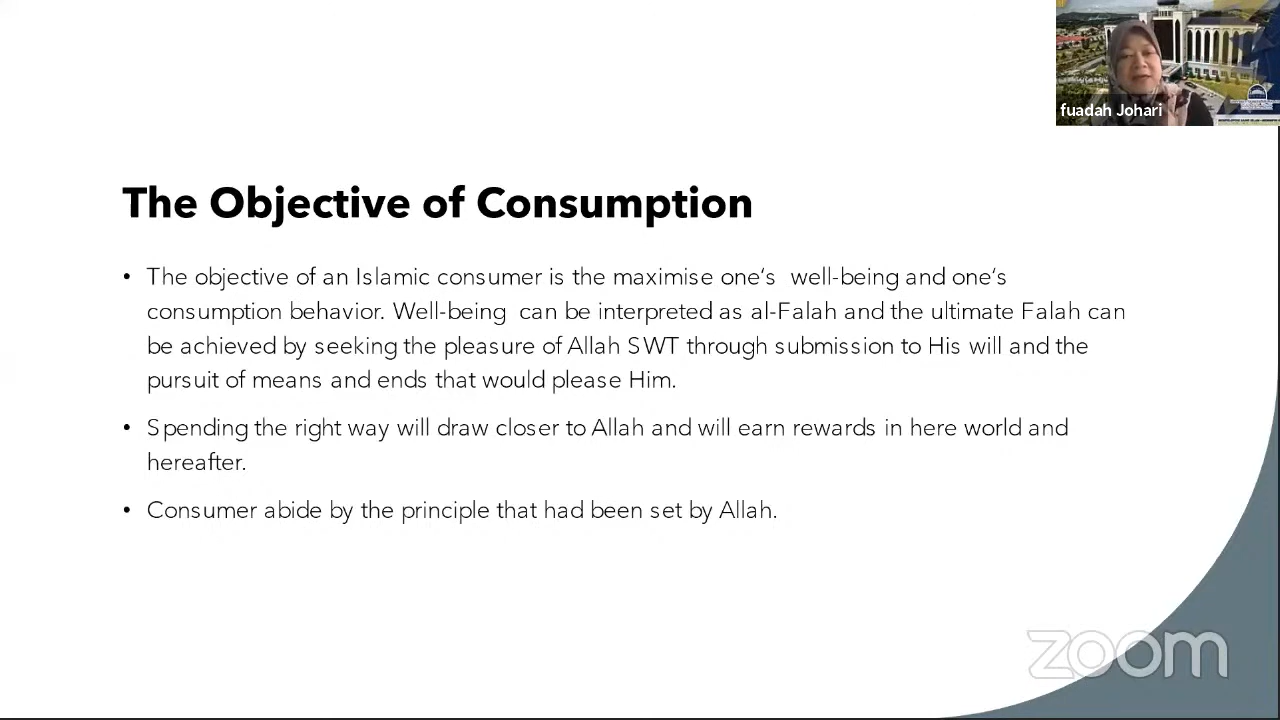 fuadah Johari
The Objective of Consumption
• The objective of an Islamic consumer is the maximise one‘s well-being and one‘s
consumption behavior. Well-being can be interpreted as al-Falah and the ultimate Falah can
be achieved by seeking the pleasure of Allah SWT through submission to His will and the
pursuit of means and ends that would please Him.
• Spending the right way will draw closer to Allah and will earn rewards in here world and
hereafter.
• Consumer abide by the principle that had been set by Allah.
zoom